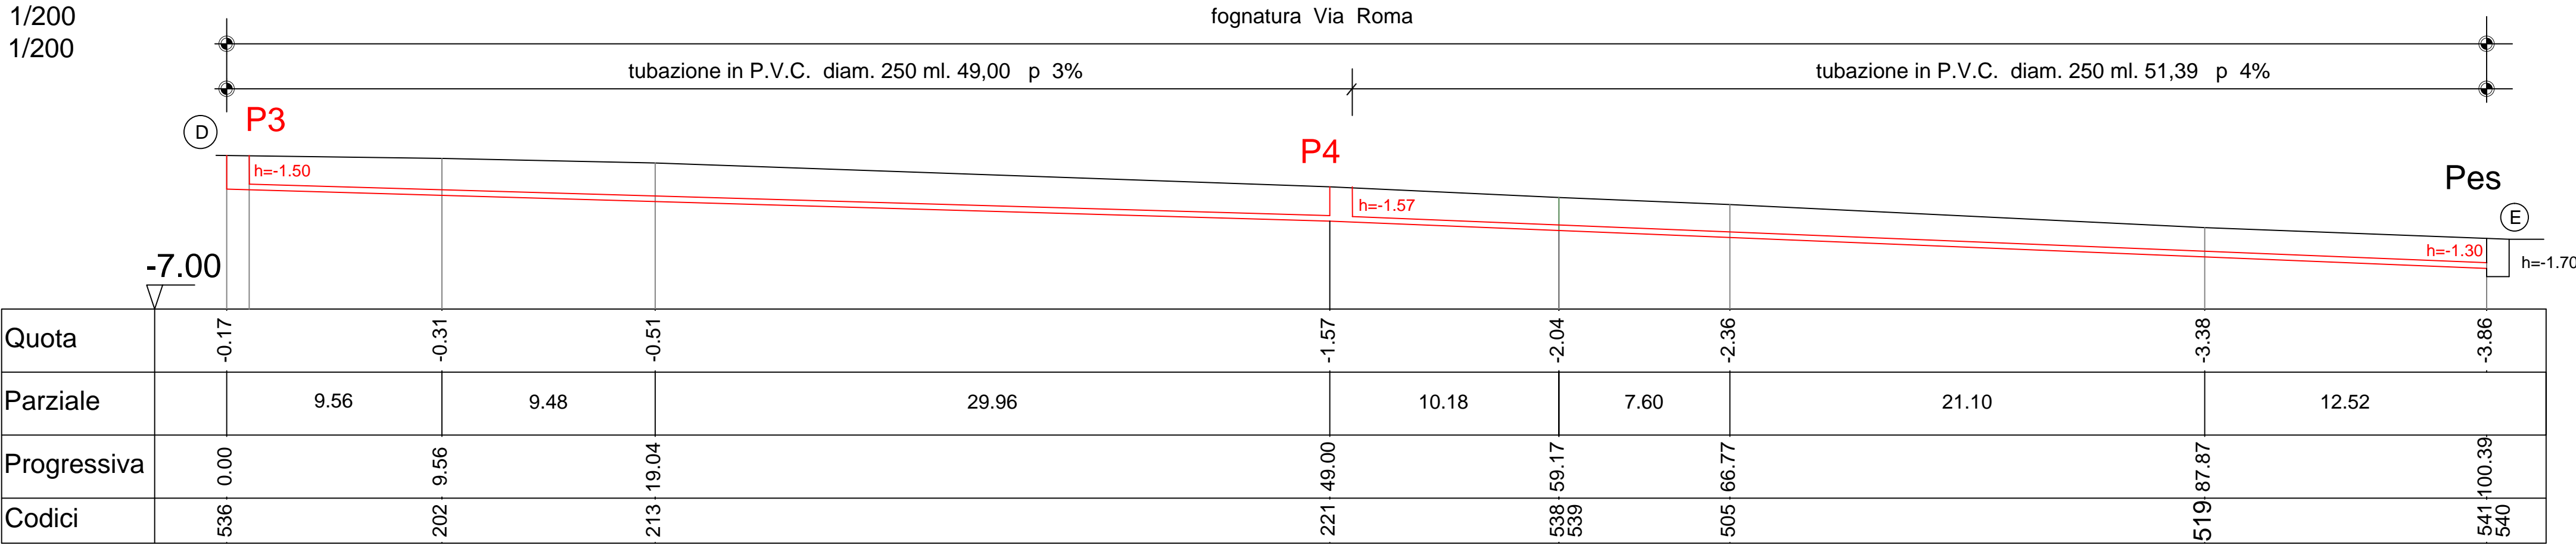 1/200
1/200
fognatura Via Roma
tubazione in P.V.C. diam. 250 ml. 49,00 p 3%
tubazione in P.V.C. diam. 250 ml. 51,39 p 4%
D
P3
P4
Pes
E
h=-1.50
h=-1.57
h=-1.30
h=-1.70
-7.00
Quota -0.17 -0.31 -0.51 -1.57 -2.04 -2.36 -3.38 -3.86
Parziale 9.56 9.48 29.96 10.18 7.60 21.10 12.52
Progressiva 0.00 9.56 19.04 49.00 59.17 66.77 87.87 100.39
Codici 536 202 213 221 538 539 505 519 541 540